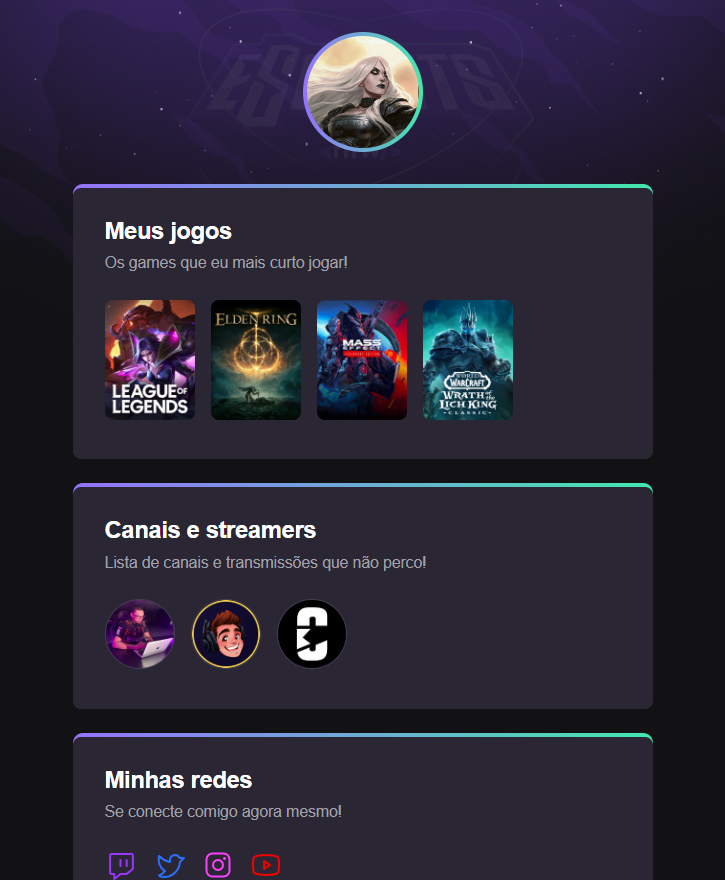 ESPORTS
Meus jogos
Os games que eu mais curto jogar!
LEAGUE OF
LEGENDS
ELDEN RING
MASS
EFFECT
LEGENDARY EDITION
WORLD
WARCRAFT
WRATH of the
LICH KING
CLASSIC
Canais e streamers
Lista de canais e transmissões que não perco!
Minhas redes
Se conecte comigo agora mesmo!